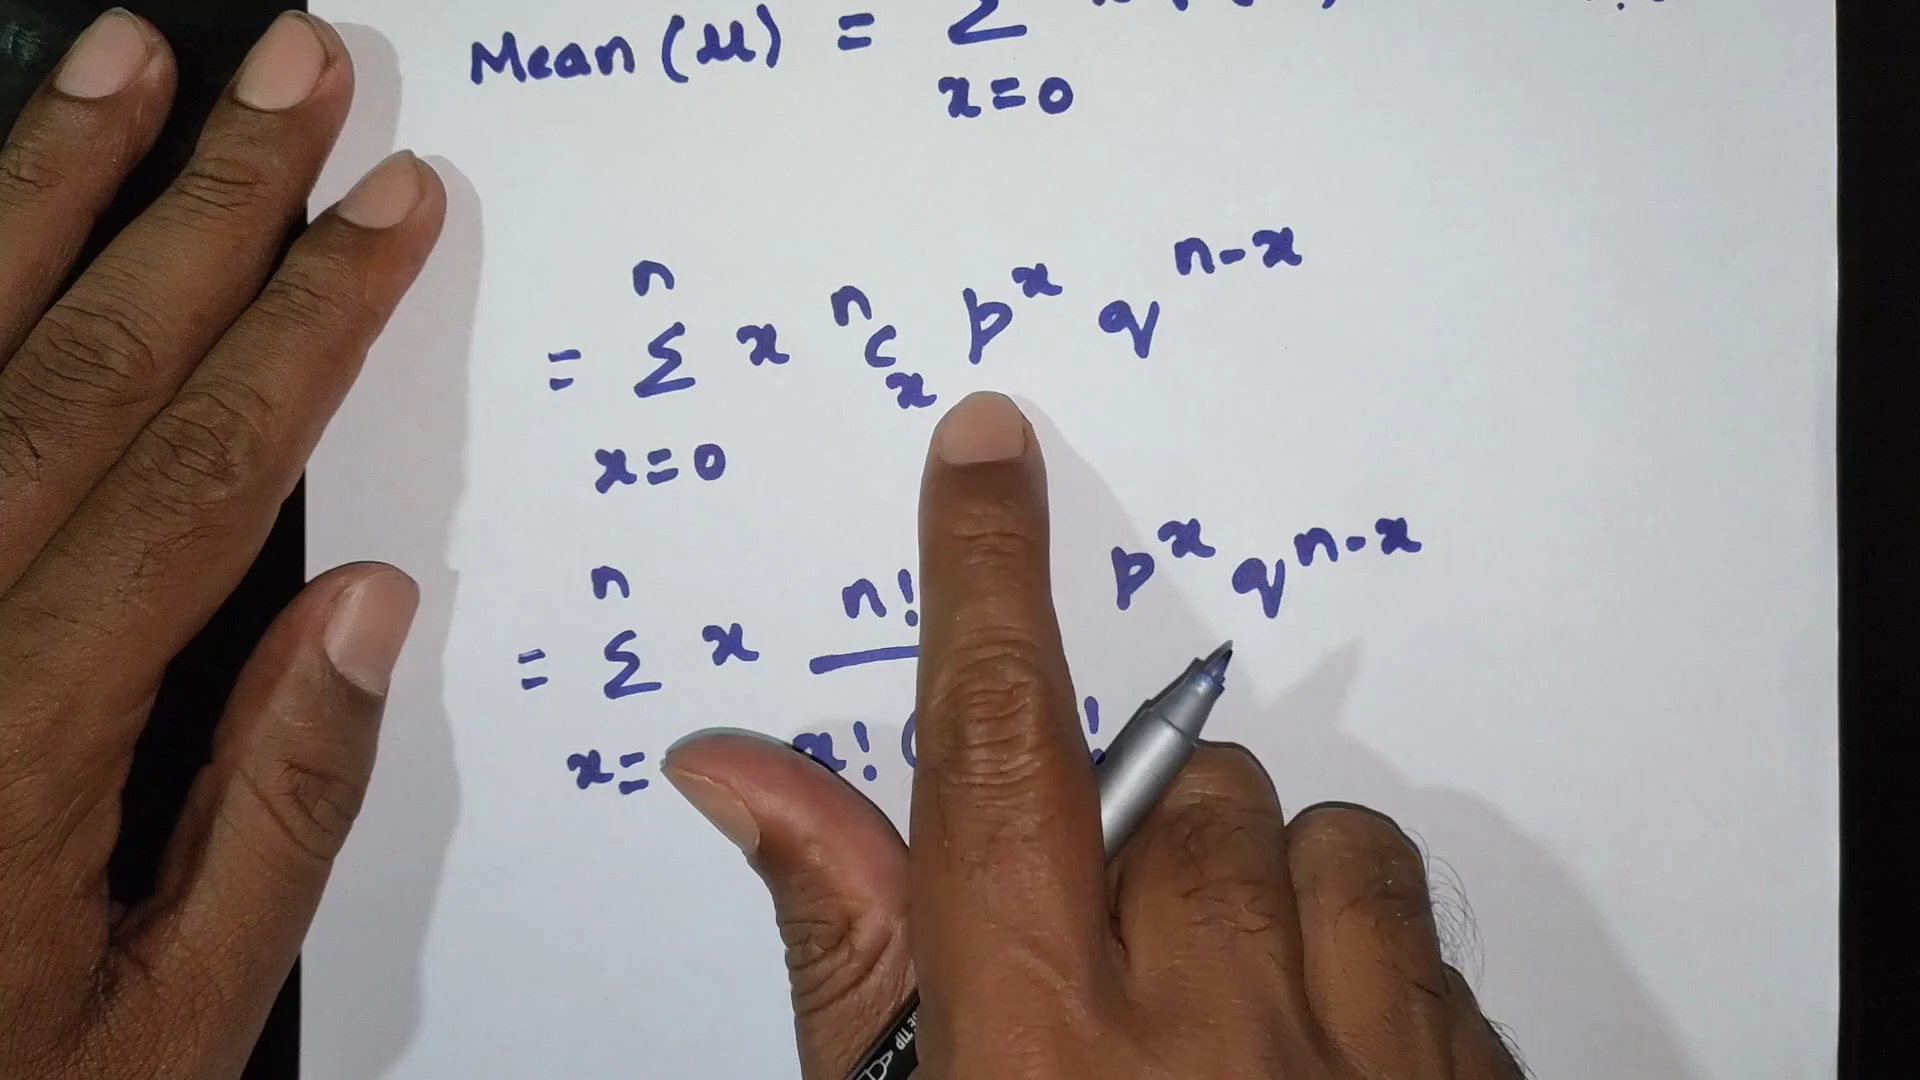 Mean (μ) = Σ
x=0
= n Σ x=0 x ⁿCₓ pˣ qⁿ⁻ˣ
= n Σ x= x n! x! ( ! pˣ qⁿ⁻ˣ